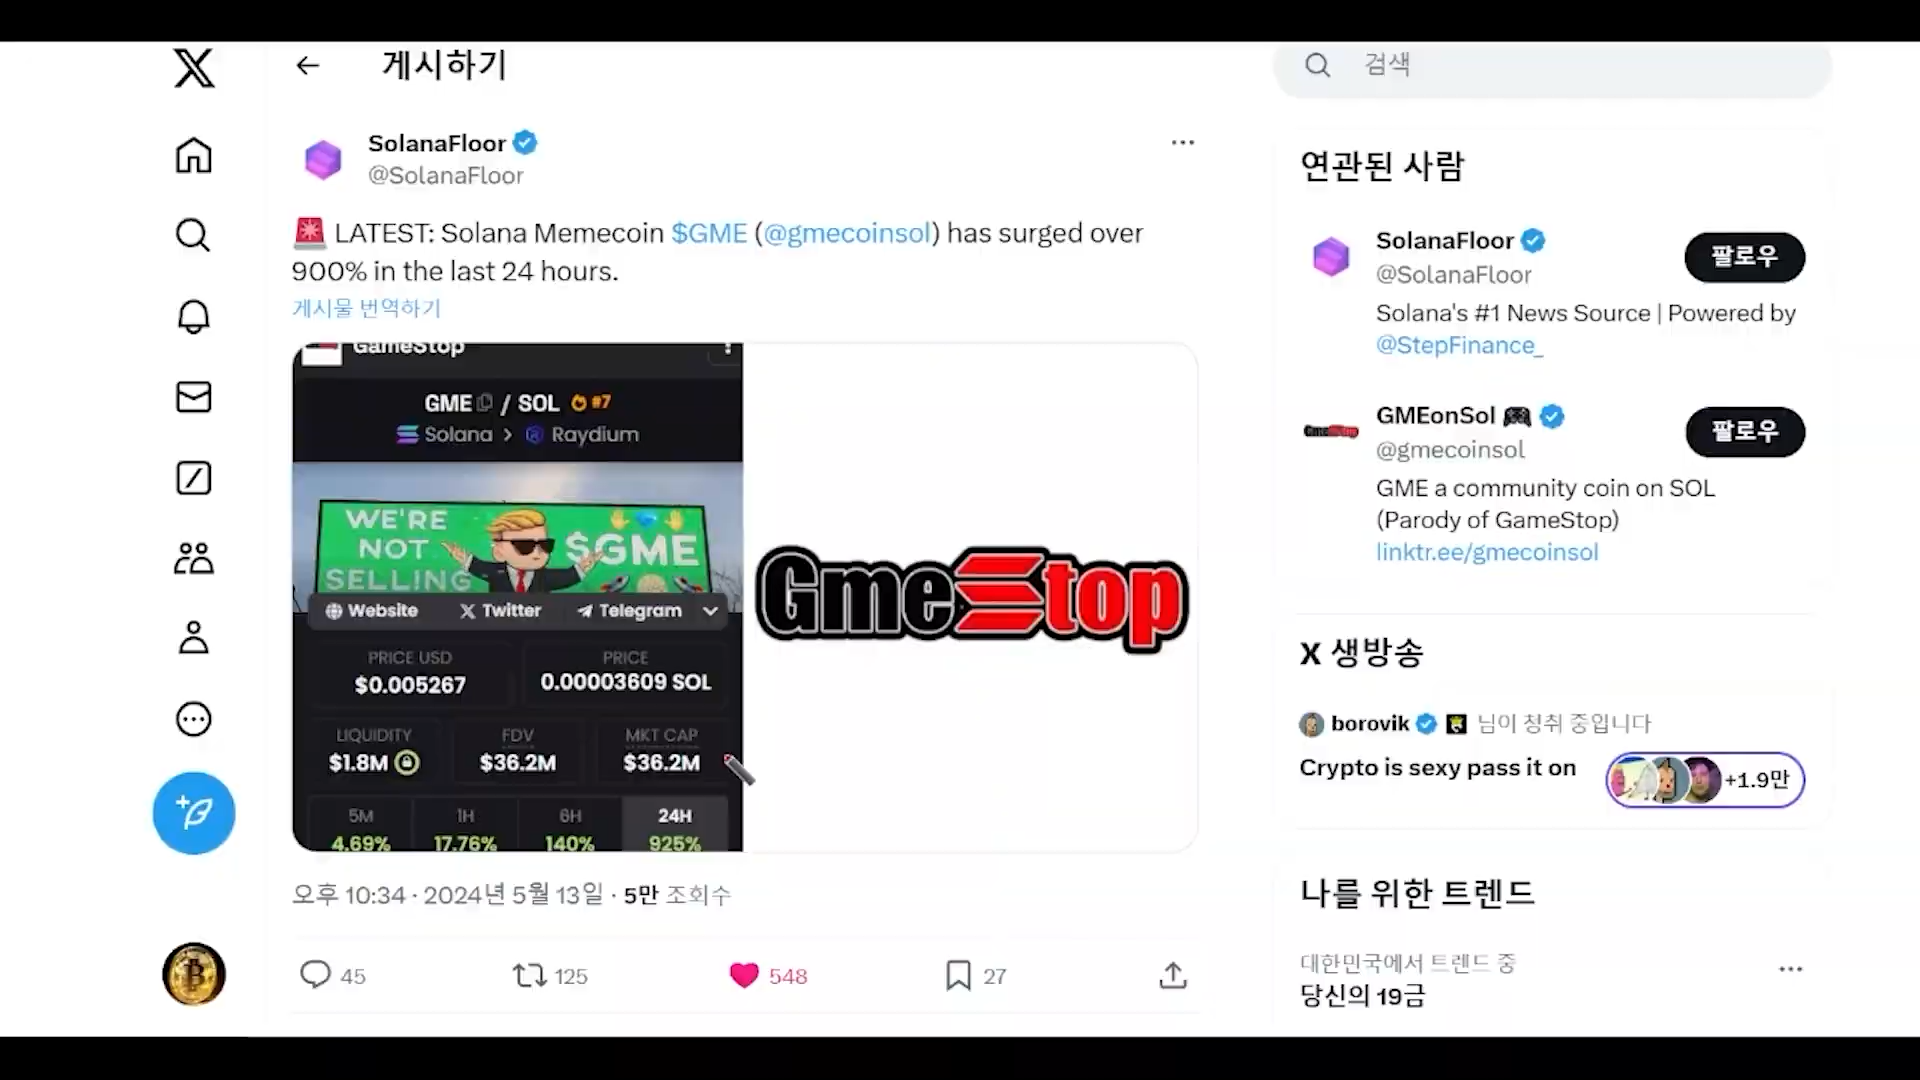 게시하기
SolanaFloor
@SolanaFloor
LATEST: Solana Memecoin $GME (@gmecoinsol) has surged over
900% in the last 24 hours.
게시물 번역하기
GameStop
GME / SOL #7
Solana > Raydium
WE'RE
NOT
SELLING
$GME
Website
Twitter
Telegram
PRICE USD
$0.005267
PRICE
0.00003609 SOL
LIQUIDITY
$1.8M
FDV
$36.2M
MKT CAP
$36.2M
5M
4.69%
1H
17.76%
6H
140%
24H
925%
GmeStop
오후 10:34 · 2024년 5월 13일 · 5만 조회수
45
125
548
27
검색
연관된 사람
SolanaFloor
@SolanaFloor
팔로우
Solana's #1 News Source | Powered by
@StepFinance_
GMEonSol
@gmecoinsol
팔로우
GME a community coin on SOL
(Parody of GameStop)
linktr.ee/gmecoinsol
X 생방송
borovik 님이 청취 중입니다
Crypto is sexy pass it on
+1.9만
나를 위한 트렌드
대한민국에서 트렌드 중
당신의 19금